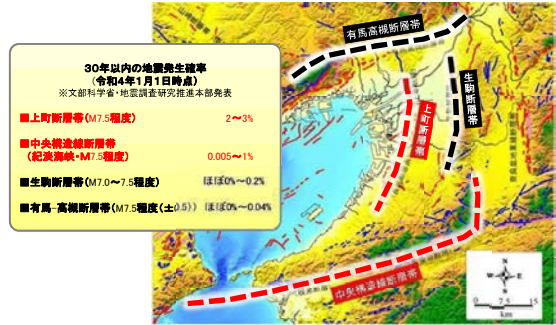 30年以内の地震発生確率
(令和4年1月1日時点)
※文部科学省・地震調査研究推進本部発表
■上町断層帯(M7.5程度) 2～3%
■中央構造線断層帯
(紀淡海峡・M7.5程度) 0.005～1%
■生駒断層帯(M7.0～7.5程度) ほぼ0%～0.2%
■有馬-高槻断層帯(M7.5程度(±0.5)) ほぼ0%～0.04%
有馬高槻断層帯
生駒断層帯
上町断層帯
中央構造線断層帯
N
W E
S
0 7.5 15
km